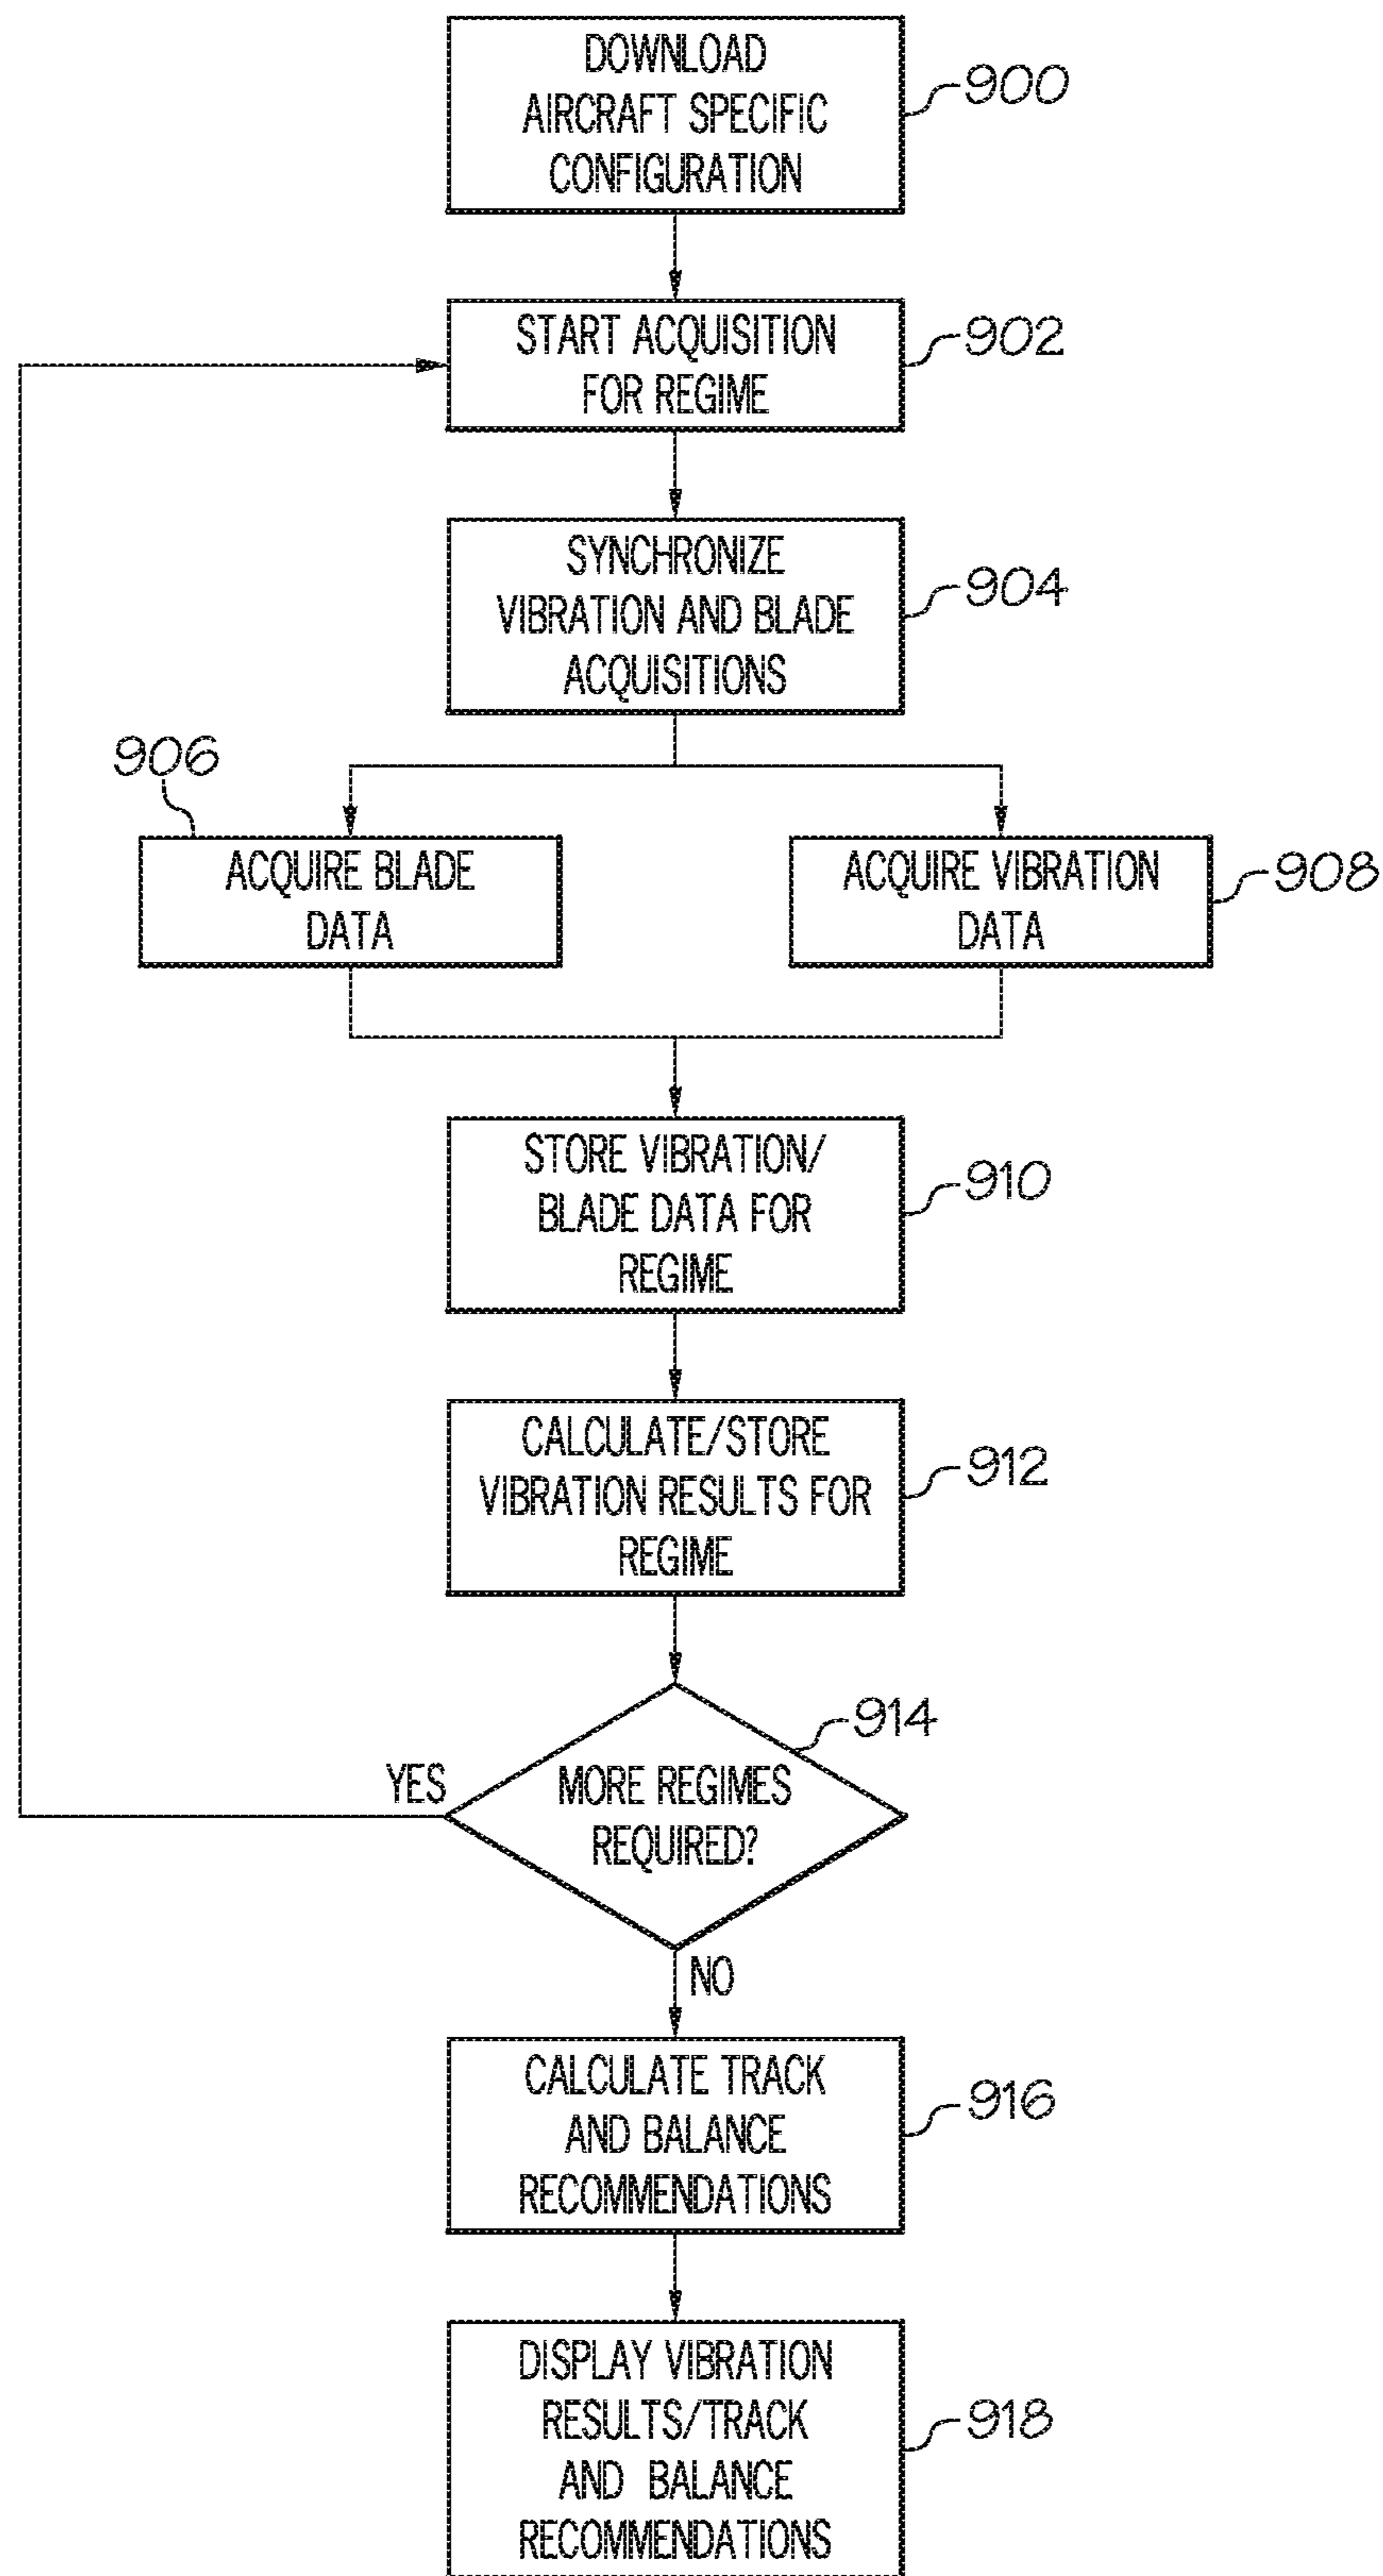 DOWNLOAD
AIRCRAFT SPECIFIC
CONFIGURATION
900
START ACQUISITION
FOR REGIME
902
SYNCHRONIZE
VIBRATION AND BLADE
ACQUISITIONS
904
906
ACQUIRE BLADE
DATA
ACQUIRE VIBRATION
DATA
908
STORE VIBRATION/
BLADE DATA FOR
REGIME
910
CALCULATE/STORE
VIBRATION RESULTS FOR
REGIME
912
914
YES
MORE REGIMES
REQUIRED?
NO
CALCULATE TRACK
AND BALANCE
RECOMMENDATIONS
916
DISPLAY VIBRATION
RESULTS/TRACK
AND BALANCE
RECOMMENDATIONS
918